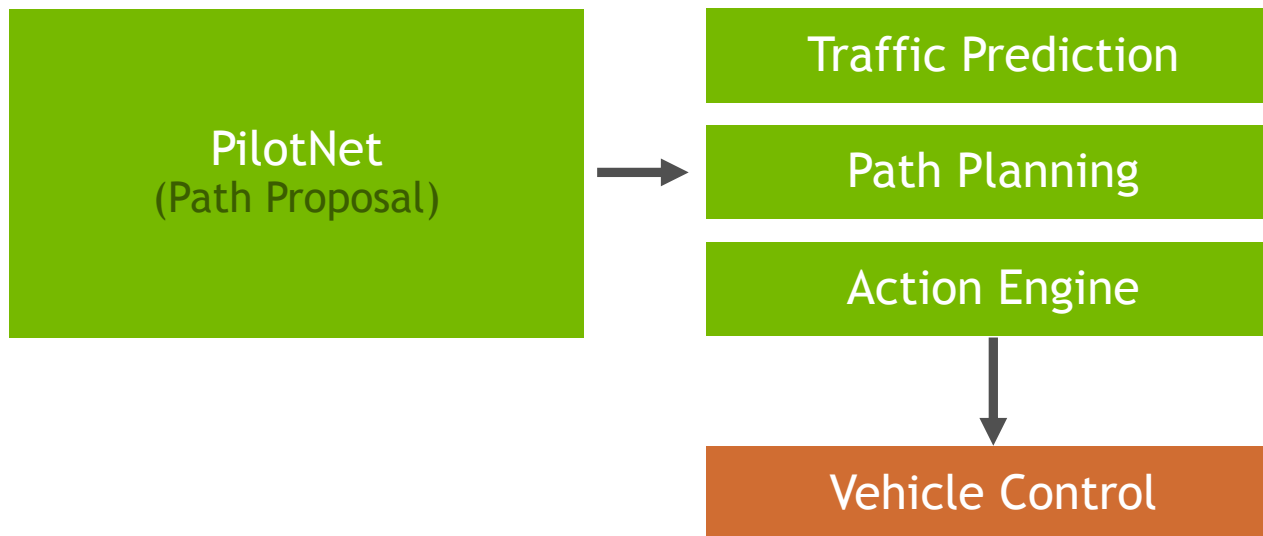 PilotNet
(Path Proposal)
Traffic Prediction
Path Planning
Action Engine
Vehicle Control